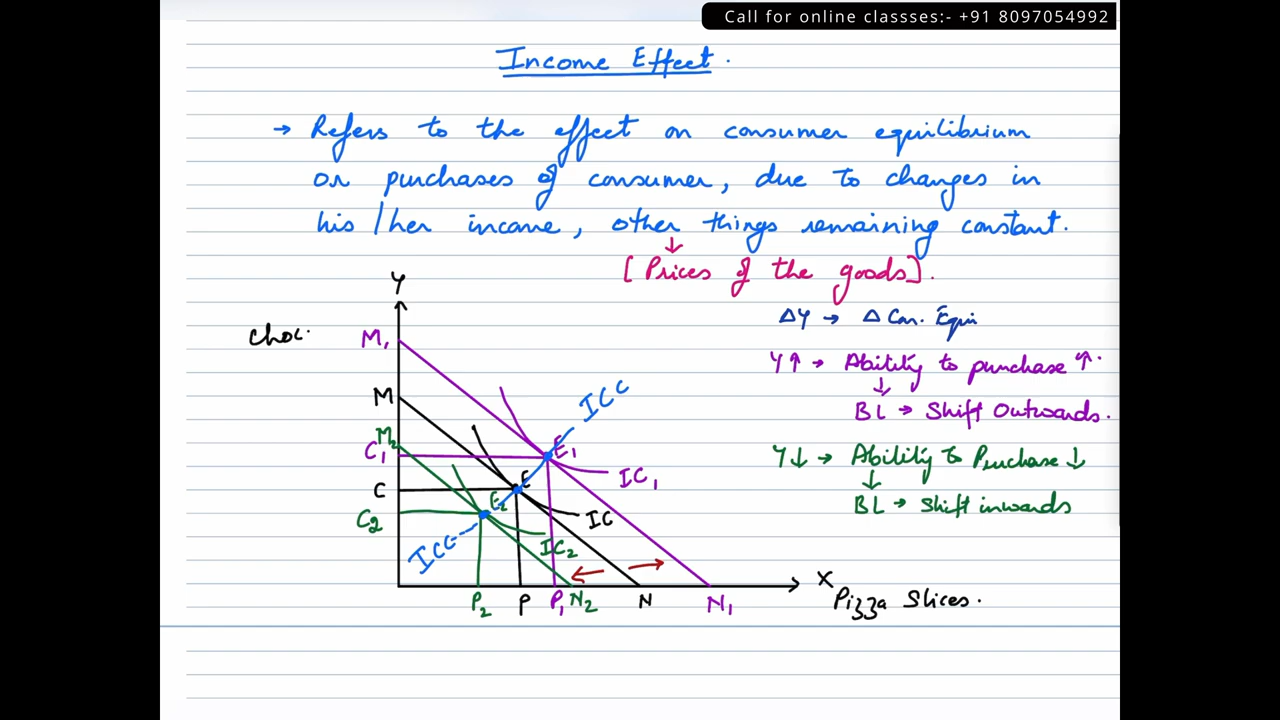 Call for online classses:- +91 8097054992
Income Effect.
→ Refers to the effect on consumer equilibrium
or purchases of consumer, due to changes in
his/her income, other things remaining constant.
↓
[Prices of the goods].
Y
ΔY → Δ Con. Equi
Choc.
M1
Y↑ → Ability to purchase ↑.
↓
ICC
M
BL → Shift Outwards.
M2
C1
E1
Y↓ → Ability to Purchase ↓
↓
IC1
C
E
E2
BL → Shift inwards
C2
IC
ICC
IC2
X
P2 P P1 N2 N N1
Pizza Slices.